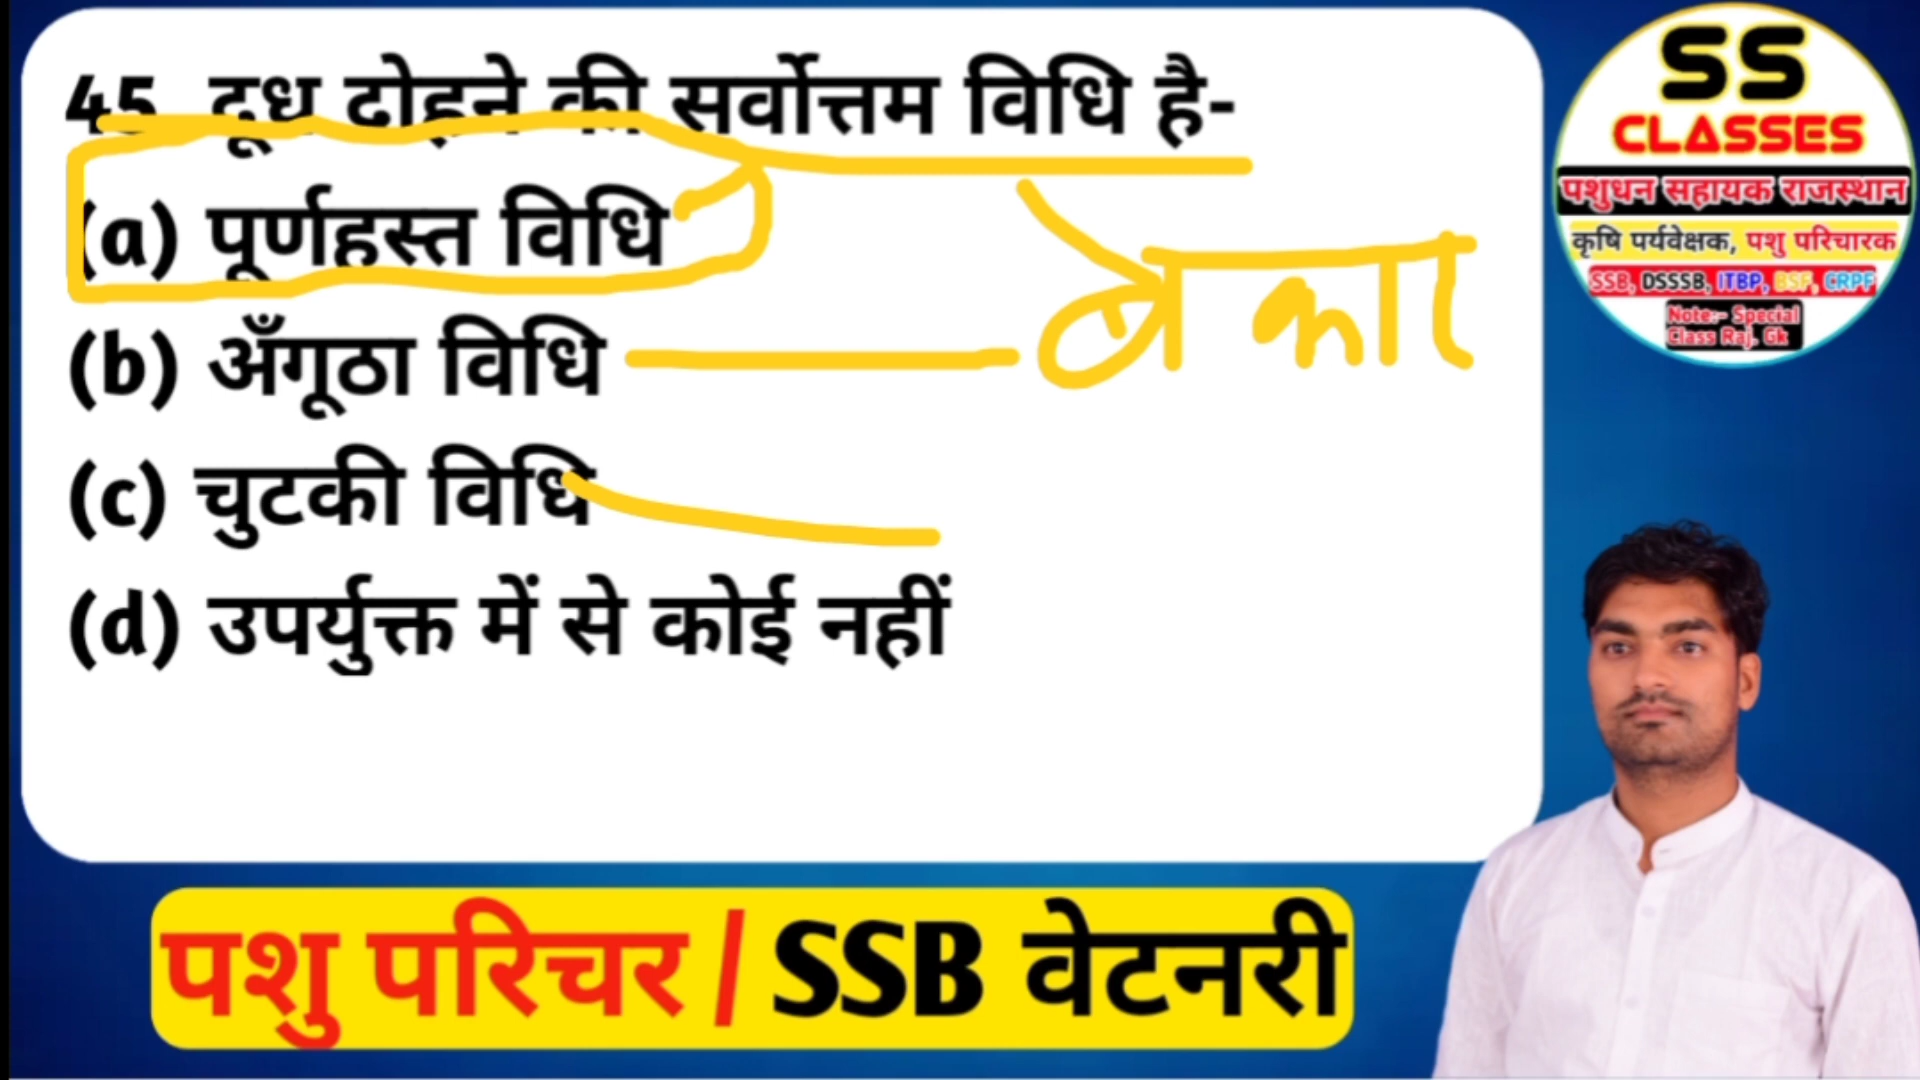 45. दूध दोहने की सर्वोत्तम विधि है-
(a) पूर्णहस्त विधि
बेकार
(b) अँगूठा विधि
(c) चुटकी विधि
(d) उपर्युक्त में से कोई नहीं
SS
CLASSES
पशुधन सहायक राजस्थान
कृषि पर्यवेक्षक, पशु परिचारक
SSB, DSSSB, ITBP, BSF, CRPF
Note:- Special
Class Raj. Gk
पशु परिचर / SSB वेटनरी